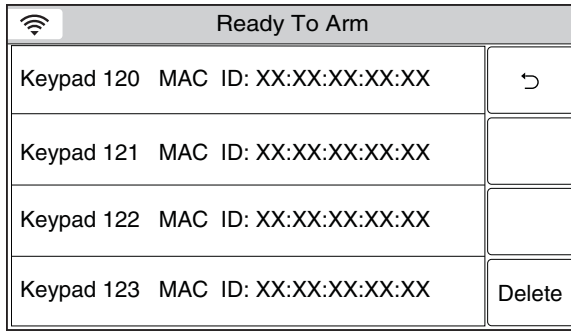 Ready To Arm
Keypad 120 MAC ID: XX:XX:XX:XX:XX
Keypad 121 MAC ID: XX:XX:XX:XX:XX
Keypad 122 MAC ID: XX:XX:XX:XX:XX
Keypad 123 MAC ID: XX:XX:XX:XX:XX
Delete